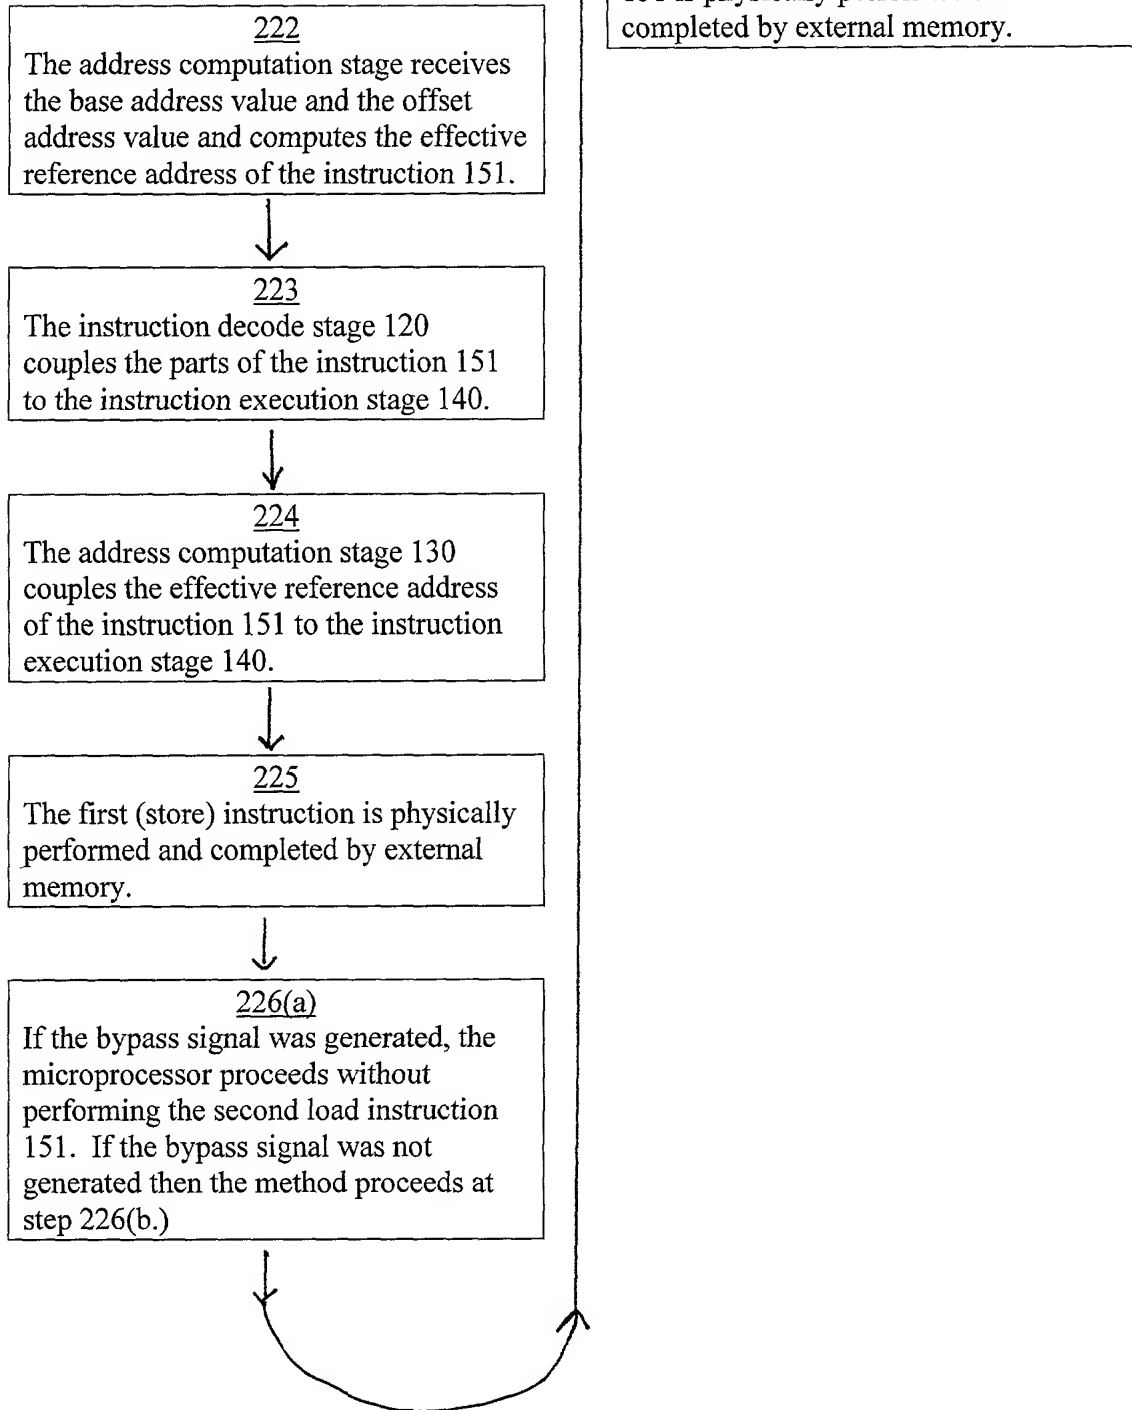 222
The address computation stage receives
the base address value and the offset
address value and computes the effective
reference address of the instruction 151.
223
The instruction decode stage 120
couples the parts of the instruction 151
to the instruction execution stage 140.
224
The address computation stage 130
couples the effective reference address
of the instruction 151 to the instruction
execution stage 140.
225
The first (store) instruction is physically
performed and completed by external
memory.
226(a)
If the bypass signal was generated, the
microprocessor proceeds without
performing the second load instruction
151. If the bypass signal was not
generated then the method proceeds at
step 226(b.)
completed by external memory.